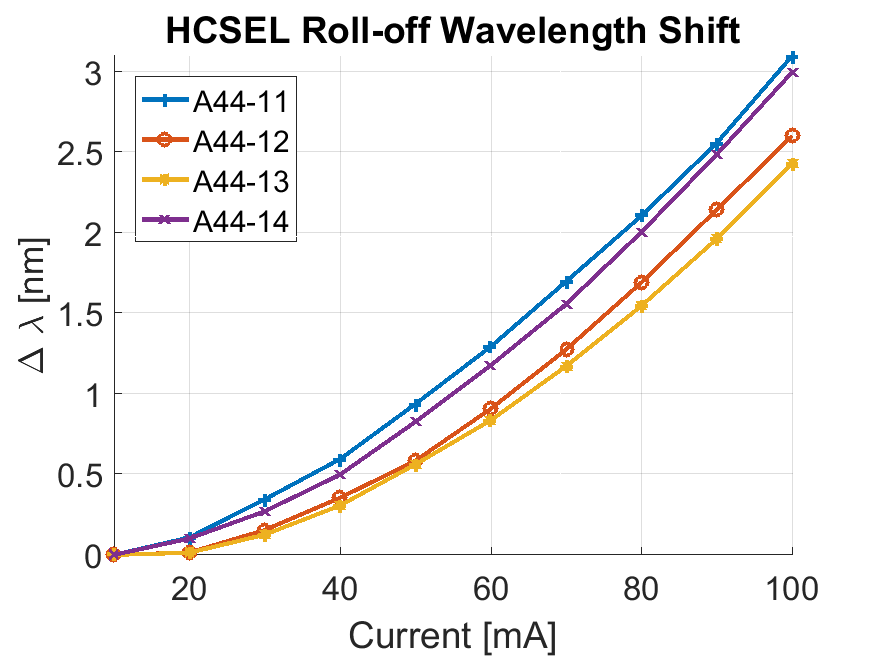 HCSEL Roll-off Wavelength Shift
A44-11
A44-12
A44-13
A44-14
3
2.5
2
1.5
1
0.5
0
Δ λ [nm]
20 40 60 80 100
Current [mA]